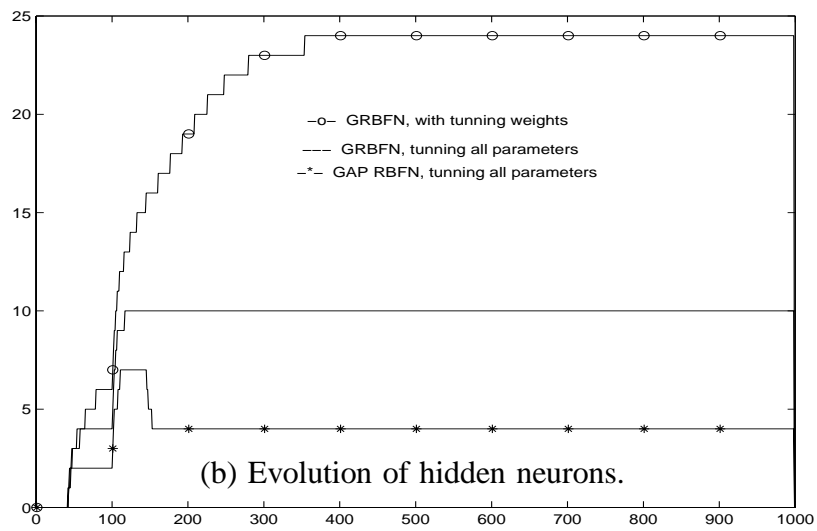 25
20
15
10
5
0
–o– GRBFN, with tunning weights
––– GRBFN, tunning all parameters
–*– GAP RBFN, tunning all parameters
(b) Evolution of hidden neurons.
0 100 200 300 400 500 600 700 800 900 1000